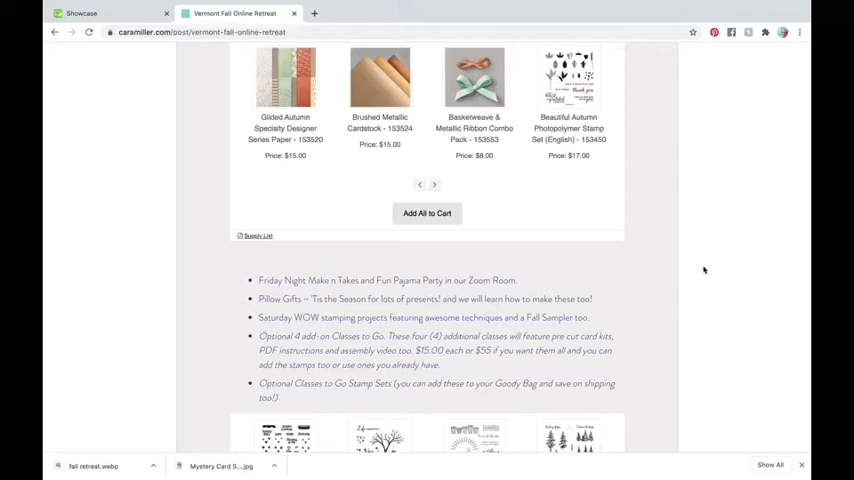 Showcase
Vermont Fall Online Retreat
caramiller.com/post/vermont-fall-online-retreat
Gilded Autumn
Specialty Designer
Series Paper - 153520
Price: $15.00
Brushed Metallic
Cardstock - 153524
Price: $15.00
Basketweave &
Metallic Ribbon Combo
Pack - 153553
Price: $8.00
Beautiful Autumn
Photopolymer Stamp
Set (English) - 153450
Price: $17.00
Add All to Cart
Supply List
Friday Night Make n Takes and Fun Pajama Party in our Zoom Room.
Pillow Gifts ~ 'Tis the Season for lots of presents! and we will learn how to make these too!
Saturday WOW stamping projects featuring awesome techniques and a Fall Sampler too.
Optional 4 add-on Classes to Go. These four (4) additional classes will feature pre cut card kits,
PDF instructions and assembly video too. $15.00 each or $55 if you want them all and you can
add the stamps too or use ones you already have.
Optional Classes to Go Stamp Sets (you can add these to your Goody Bag and save on shipping
too!)
fall retreat.webp
Mystery Card S....jpg
Show All